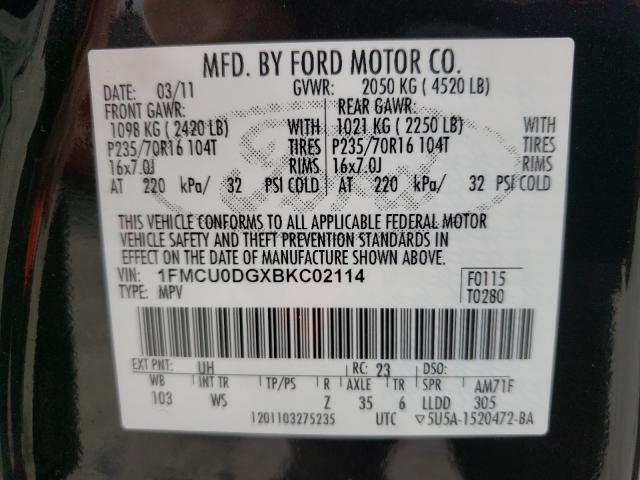 MFD. BY FORD MOTOR CO.
DATE: 03/11 GVWR: 2050 KG ( 4520 LB)
FRONT GAWR: REAR GAWR:
1098 KG ( 2420 LB) WITH 1021 KG ( 2250 LB) WITH
P235/70R16 104T TIRES P235/70R16 104T TIRES
16x7.0J RIMS 16x7.0J RIMS
AT 220 kPa/ 32 PSI COLD AT 220 kPa/ 32 PSI COLD
THIS VEHICLE CONFORMS TO ALL APPLICABLE FEDERAL MOTOR
VEHICLE SAFETY AND THEFT PREVENTION STANDARDS IN
EFFECT ON THE DATE OF MANUFACTURE SHOWN ABOVE.
VIN: 1FMCU0DGXBKC02114 F0115
TYPE: MPV T0280
EXT PNT: UH RC: 23 DSO:
WB INT TR TP/PS R AXLE TR SPR AM71F
103 WS Z 35 6 LLDD 305
1201103275235 UTC ▽5U5A-1520472-BA
Ford